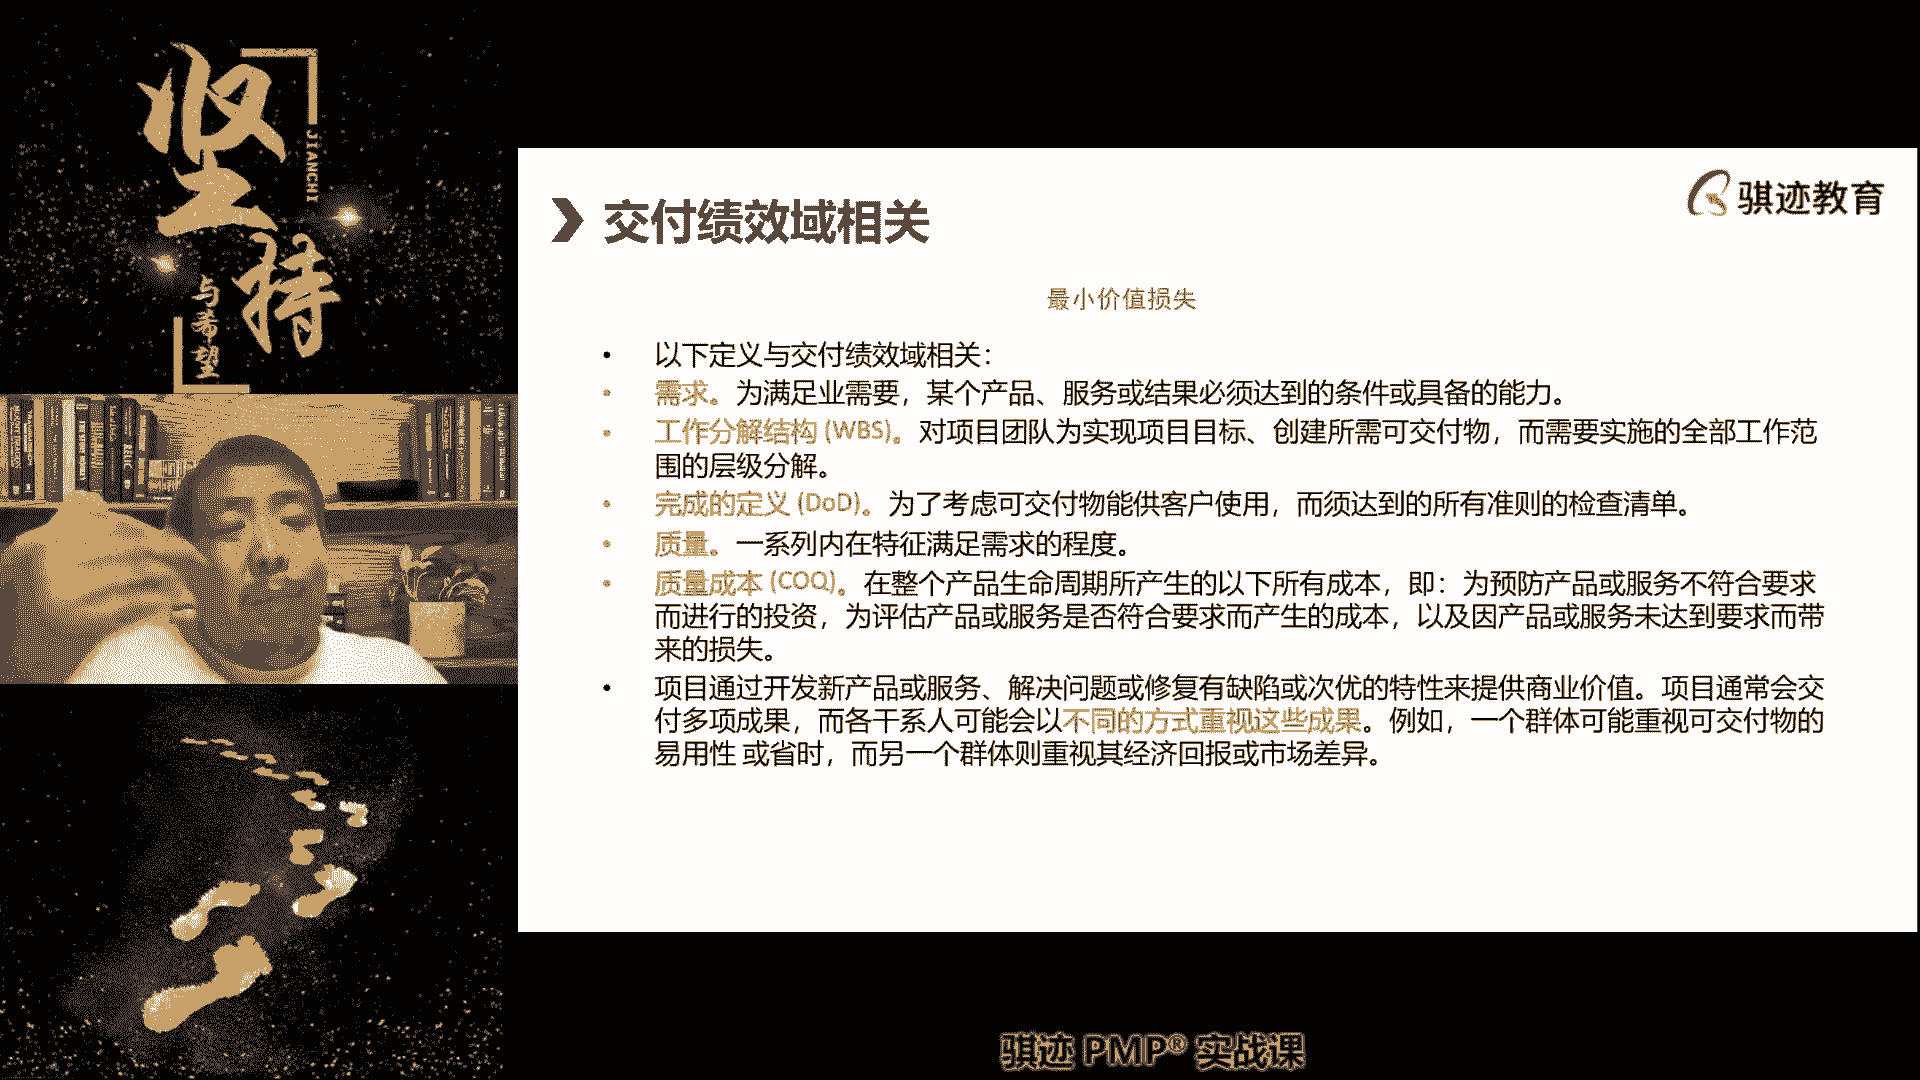 坚持
JIANCHI
与希望
骐迹教育
交付绩效域相关
最小价值损失
• 以下定义与交付绩效域相关：
• 需求。为满足业需要，某个产品、服务或结果必须达到的条件或具备的能力。
• 工作分解结构 (WBS)。对项目团队为实现项目目标、创建所需可交付物，而需要实施的全部工作范
围的层级分解。
• 完成的定义 (DoD)。为了考虑可交付物能供客户使用，而须达到的所有准则的检查清单。
• 质量。一系列内在特征满足需求的程度。
• 质量成本 (COQ)。在整个产品生命周期所产生的以下所有成本，即：为预防产品或服务不符合要求
而进行的投资，为评估产品或服务是否符合要求而产生的成本，以及因产品或服务未达到要求而带
来的损失。
• 项目通过开发新产品或服务、解决问题或修复有缺陷或次优的特性来提供商业价值。项目通常会交
付多项成果，而各干系人可能会以不同的方式重视这些成果。例如，一个群体可能重视可交付物的
易用性 或省时，而另一个群体则重视其经济回报或市场差异。
骐迹 PMP® 实战课